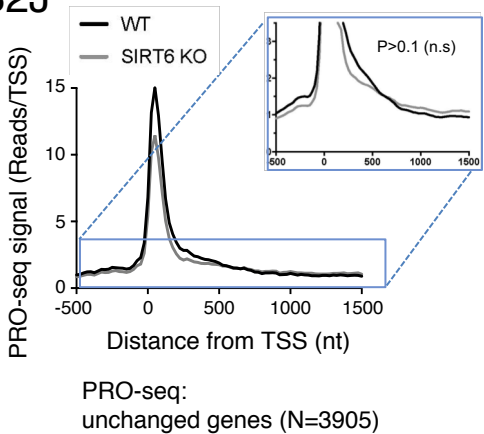 WT
SIRT6 KO
PRO-seq signal (Reads/TSS)
15
10
5
0
-500
0
500
1000
1500
Distance from TSS (nt)
P>0.1 (n.s)
3
2
1
0
500
0
500
1000
1500
PRO-seq:
unchanged genes (N=3905)